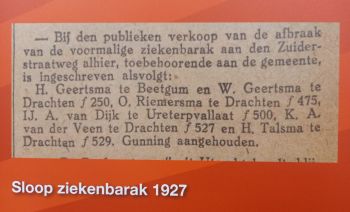 — Bij den publieken verkoop van de afbraak
van de voormalige ziekenbarak aan den Zuider-
straatweg alhier, toebehoorende aan de gemeente,
is ingeschreven alsvolgt:
H. Geertsma te Beetgum en W. Geertsma te
Drachten f 250, O. Riemersma te Drachten f 475,
IJ. A. van Dijk te Ureterpvallaat f 500, K. A.
van der Veen te Drachten f 527 en H. Talsma te
Drachten f 529. Gunning aangehouden.
Sloop ziekenbarak 1927